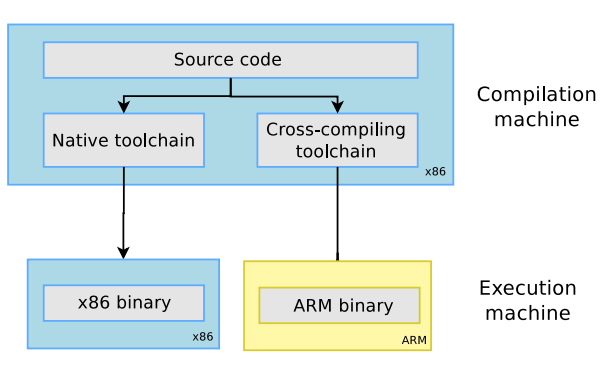 Source code
Compilation
machine
Native toolchain
Cross-compiling
toolchain
x86
x86 binary
x86
ARM binary
ARM
Execution
machine